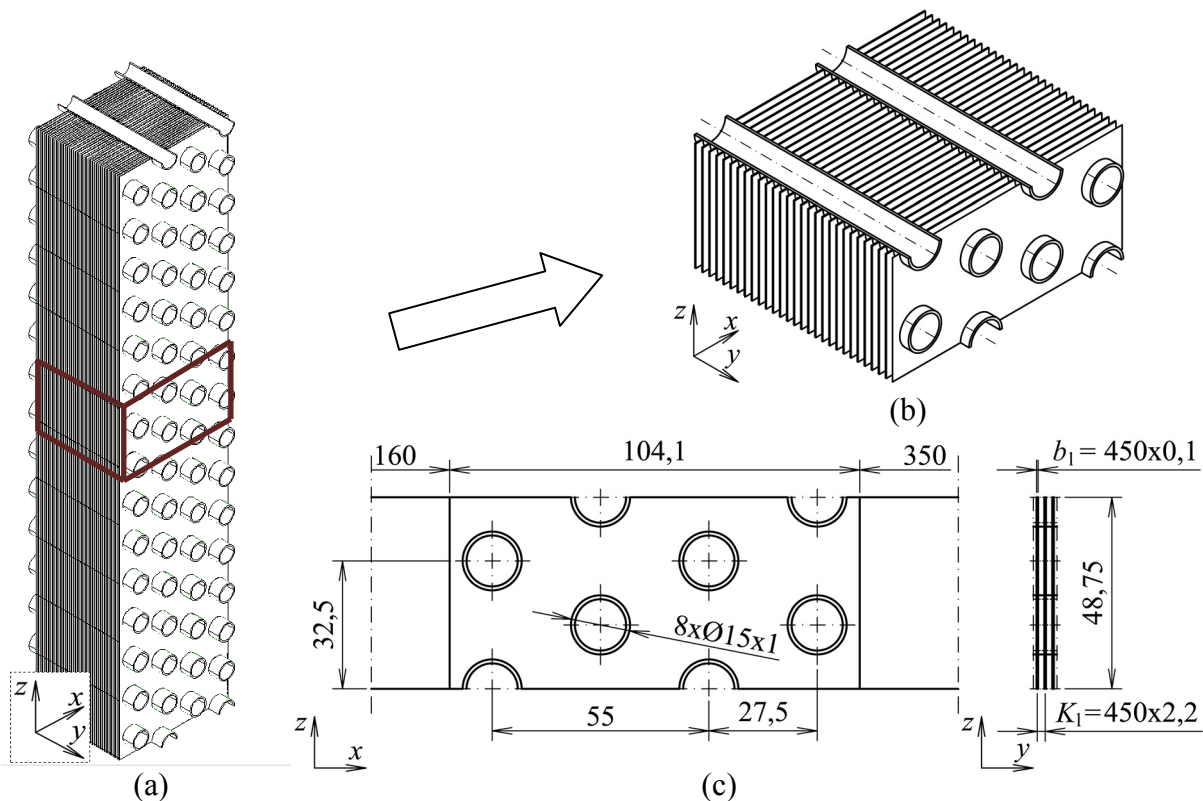 z
x
y
(a)
z
x
y
(b)
160
104,1
350
b₁ = 450x0,1
32,5
8xØ15x1
48,75
55
27,5
K₁=450x2,2
z
x
z
y
(c)